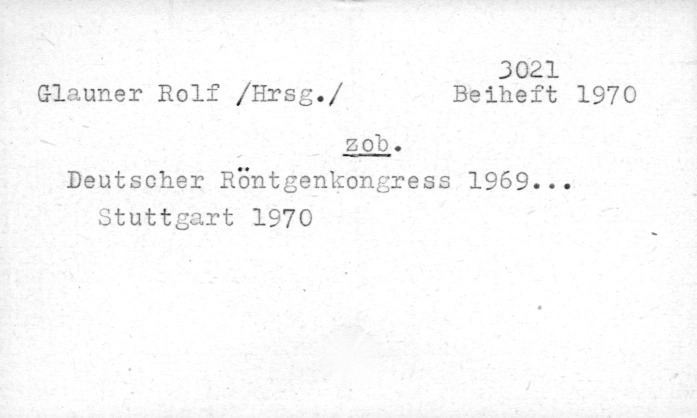 3021
Glauner Rolf /Hrsg./ Beiheft 1970
zob.
Deutscher Röntgenkongress 1969...
Stuttgart 1970